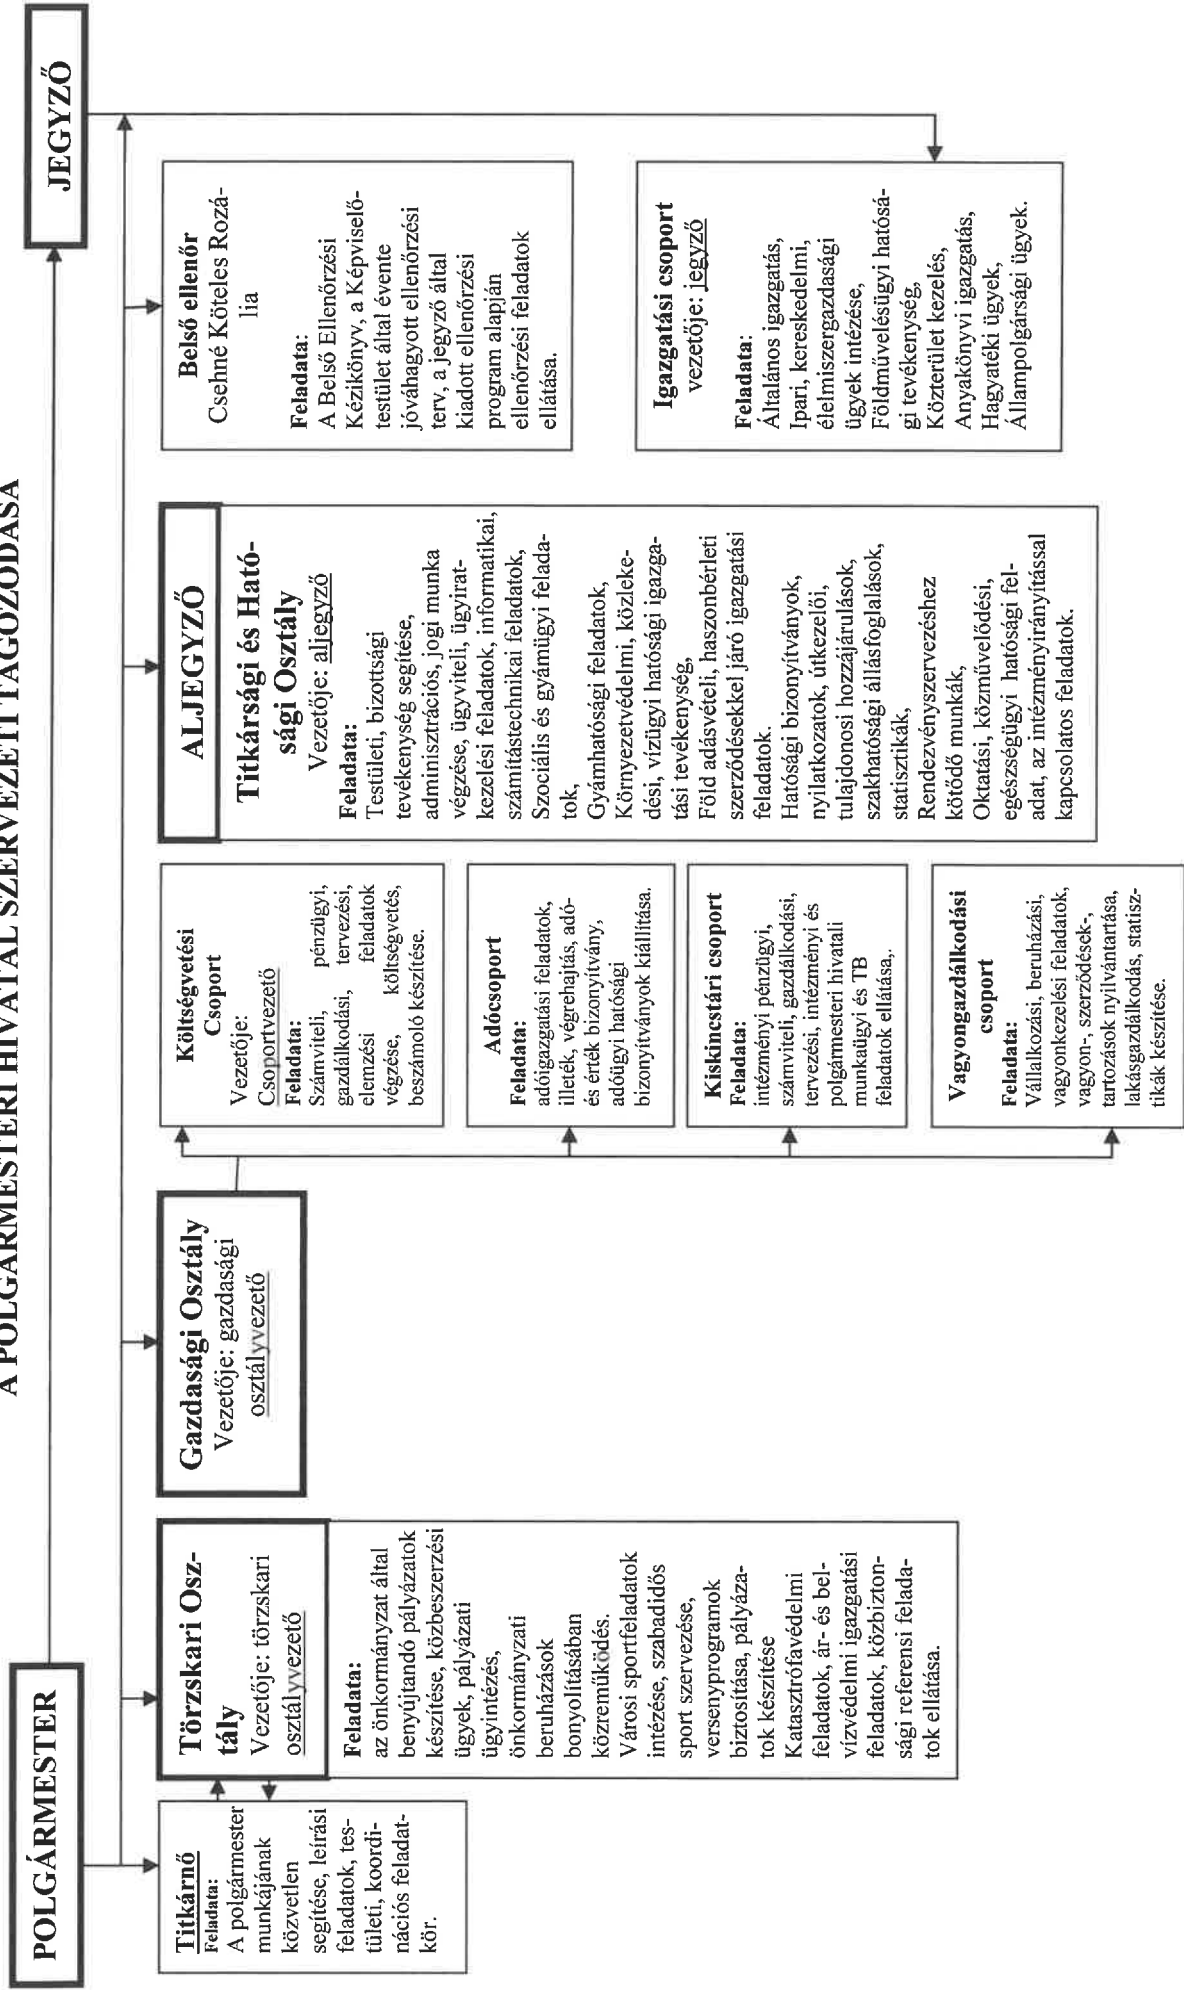 A POLGÁRMESTERI HIVATAL SZERVEZETI TAGOZÓDÁSA
POLGÁRMESTER
JEGYZŐ
Titkárnő
Feladata:
A polgármester
munkájának
közvetlen
segítése, leírási
feladatok, tes-
tületi, koordi-
nációs feladat-
kör.
Törzskari Osz-
tály
Vezetője: törzskari
osztályvezető
Feladata:
az önkormányzat által
benyújtandó pályázatok
készítése, közbeszerzési
ügyek, pályázati
ügyintézés,
önkormányzati
beruházások
bonyolításában
közreműködés.
Városi sportfeladatok
intézése, szabadidős
sport szervezése,
versenyprogramok
biztosítása, pályáza-
tok készítése
Katasztrófavédelmi
feladatok, ár- és bel-
vízvédelmi igazgatási
feladatok, közbizton-
sági referensi felada-
tok ellátása.
Gazdasági Osztály
Vezetője: gazdasági
osztályvezető
Költségvetési
Csoport
Vezetője:
Csoportvezető
Feladata:
Számviteli, pénzügyi,
gazdálkodási, tervezési,
elemzési feladatok
végzése, költségvetés,
beszámoló készítése.
Adócsoport
Feladata:
adóigazgatási feladatok,
illeték, végrehajtás, adó-
és érték bizonyítvány,
adóügyi hatósági
bizonyítványok kiállítása.
Kiskincstári csoport
Feladata:
intézményi pénzügyi,
számviteli, gazdálkodási,
tervezési, intézményi és
polgármesteri hivatali
munkaügyi és TB
feladatok ellátása,.
Vagyongazdálkodási
csoport
Feladata:
Vállalkozási, beruházási,
vagyonkezelési feladatok,
vagyon-, szerződések-,
tartozások nyilvántartása,
lakásgazdálkodás, statisz-
tikák készítése.
ALJEGYZŐ
Titkársági és Ható-
sági Osztály
Vezetője: aljegyző
Feladata:
Testületi, bizottsági
tevékenység segítése,
adminisztrációs, jogi munka
végzése, ügyviteli, ügyirat-
kezelési feladatok, informatikai,
számítástechnikai feladatok,
Szociális és gyámügyi felada-
tok,
Gyámhatósági feladatok,
Környezetvédelmi, közleke-
dési, vízügyi hatósági igazga-
tási tevékenység,
Föld adásvételi, haszonbérleti
szerződésekkel járó igazgatási
feladatok.
Hatósági bizonyítványok,
nyilatkozatok, útkezelői,
tulajdonosi hozzájárulások,
szakhatósági állásfoglalások,
statisztikák,
Rendezvényszervezéshez
kötődő munkák,
Oktatási, közművelődési,
egészségügyi hatósági fel-
adat, az intézményirányítással
kapcsolatos feladatok.
Belső ellenőr
Csehné Köteles Rozá-
lia
Feladata:
A Belső Ellenőrzési
Kézikönyv, a Képviselő-
testület által évente
jóváhagyott ellenőrzési
terv, a jegyző által
kiadott ellenőrzési
program alapján
ellenőrzési feladatok
ellátása.
Igazgatási csoport
vezetője: jegyző
Feladata:
Általános igazgatás,
Ipari, kereskedelmi,
élelmiszergazdasági
ügyek intézése,
Földművelésügyi hatósá-
gi tevékenység,
Közterület kezelés,
Anyakönyvi igazgatás,
Hagyatéki ügyek,
Állampolgársági ügyek.